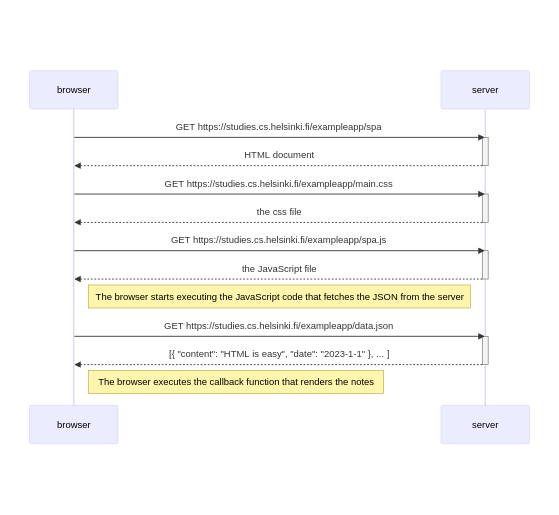 browser server
GET https://studies.cs.helsinki.fi/exampleapp/spa
HTML document
GET https://studies.cs.helsinki.fi/exampleapp/main.css
the css file
GET https://studies.cs.helsinki.fi/exampleapp/spa.js
the JavaScript file
The browser starts executing the JavaScript code that fetches the JSON from the server
GET https://studies.cs.helsinki.fi/exampleapp/data.json
[{ "content": "HTML is easy", "date": "2023-1-1" }, ... ]
The browser executes the callback function that renders the notes
browser server